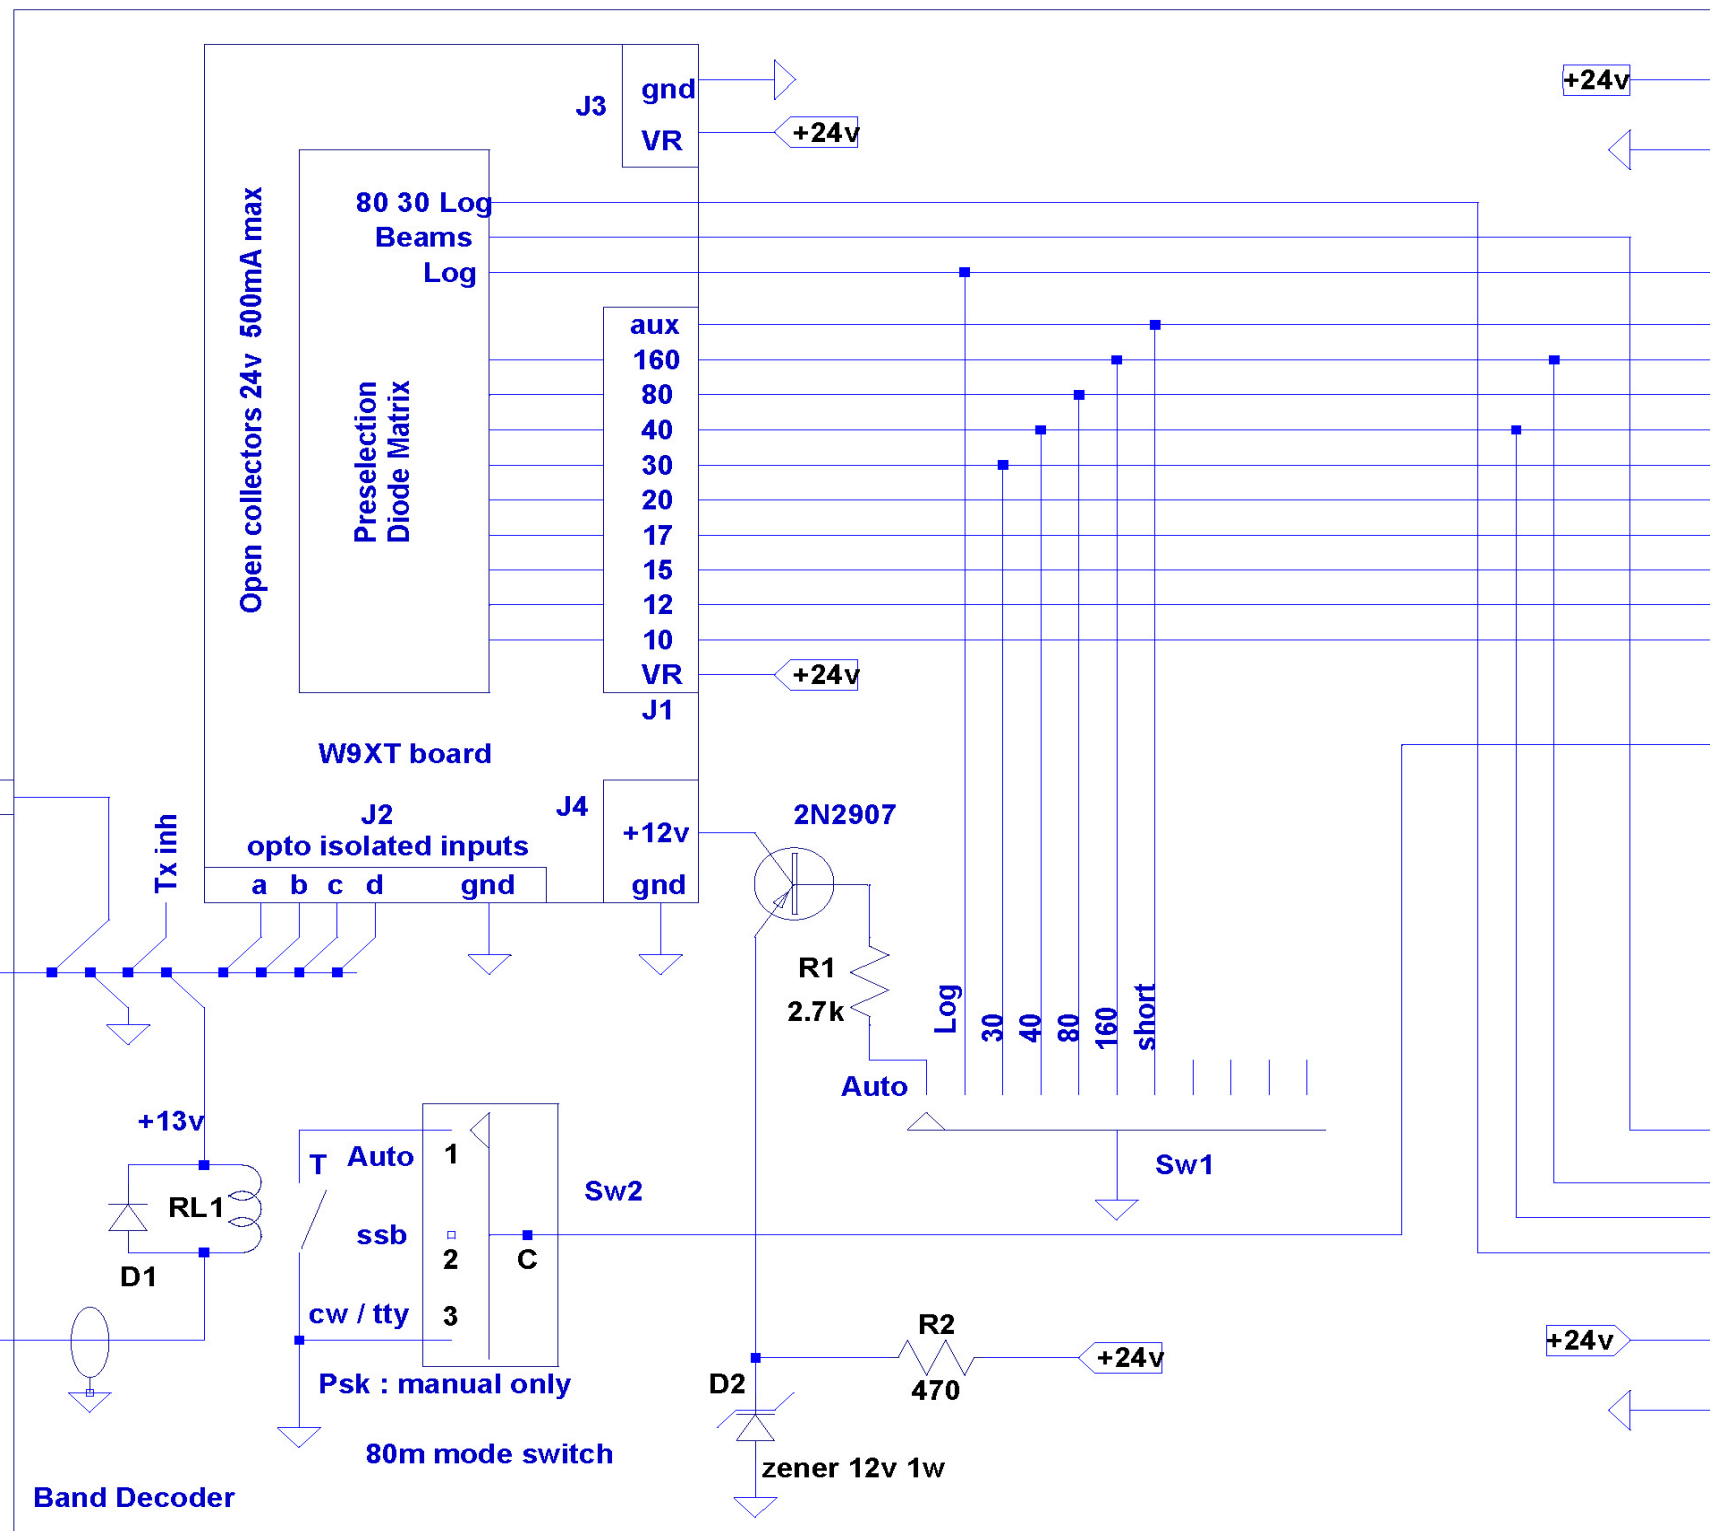 gnd
J3
+24v
VR
+24v
80 30 Log
Beams
Log
Open collectors 24v 500mA max
aux
160
80
Preselection
Diode Matrix
40
30
20
17
15
12
10
VR
+24v
J1
W9XT board
J2
J4
2N2907
opto isolated inputs
+12v
Tx inh
a b c d gnd
gnd
R1
2.7k
Log
30
40
80
160
short
Auto
+13v
T
Auto
1
Sw1
Sw2
RL1
ssb
2
C
D1
cw / tty
3
R2
+24v
+24v
D2
470
Psk : manual only
80m mode switch
zener 12v 1w
Band Decoder